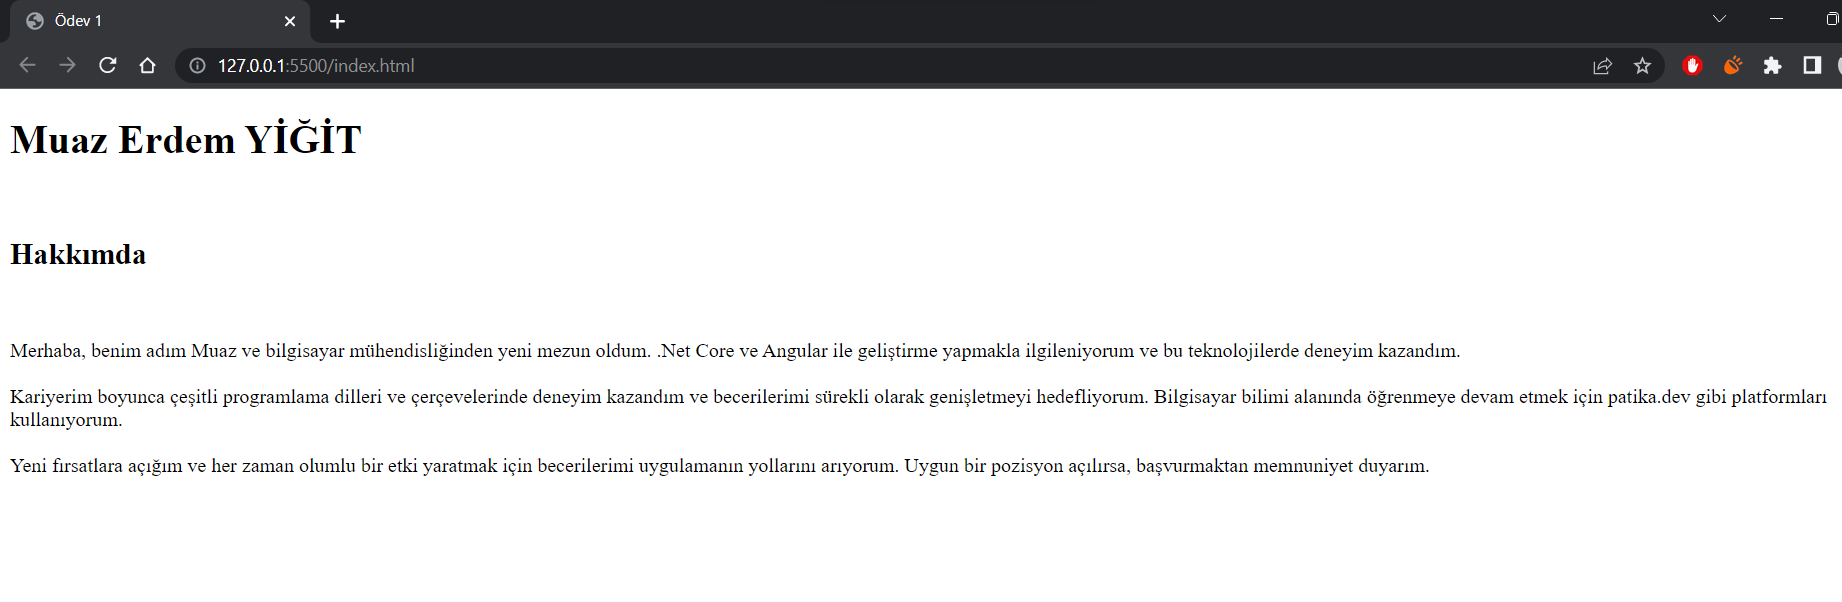 Ödev 1
127.0.0.1:5500/index.html
Muaz Erdem YİĞİT
Hakkımda
Merhaba, benim adım Muaz ve bilgisayar mühendisliğinden yeni mezun oldum. .Net Core ve Angular ile geliştirme yapmakla ilgileniyorum ve bu teknolojilerde deneyim kazandım.
Kariyerim boyunca çeşitli programlama dilleri ve çerçevelerinde deneyim kazandım ve becerilerimi sürekli olarak genişletmeyi hedefliyorum. Bilgisayar bilimi alanında öğrenmeye devam etmek için patika.dev gibi platformları
kullanıyorum.
Yeni fırsatlara açığım ve her zaman olumlu bir etki yaratmak için becerilerimi uygulamanın yollarını arıyorum. Uygun bir pozisyon açılırsa, başvurmaktan memnuniyet duyarım.